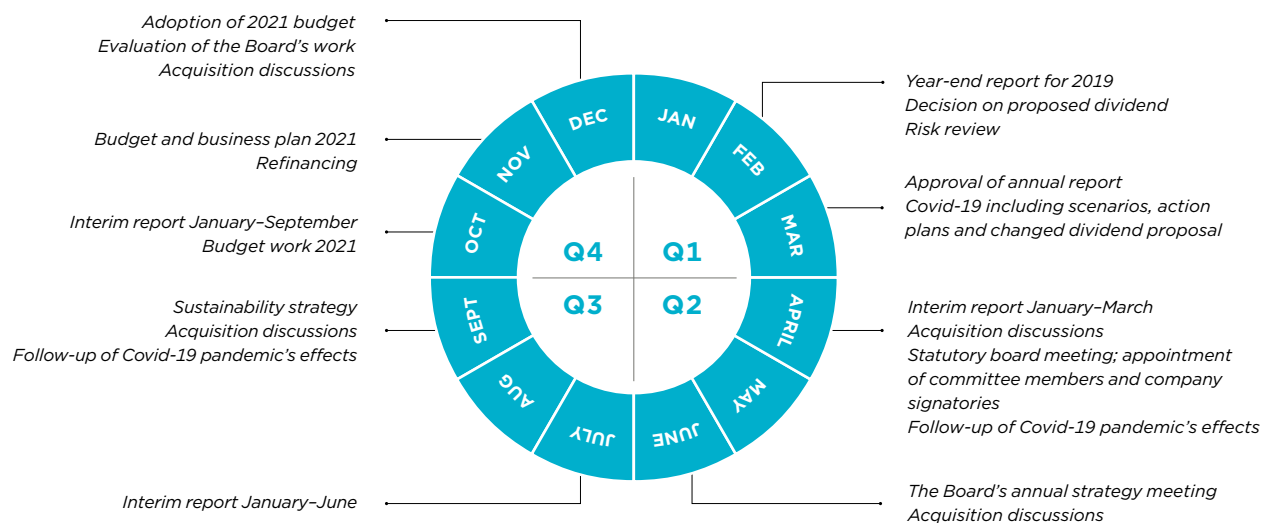 Adoption of 2021 budget
Evaluation of the Board’s work
Acquisition discussions
Budget and business plan 2021
Refinancing
Interim report January–September
Budget work 2021
Sustainability strategy
Acquisition discussions
Follow-up of Covid-19 pandemic’s effects
Interim report January–June
DEC
JAN
NOV
FEB
OCT
MAR
SEPT
APRIL
AUG
MAY
JULY
JUNE
Q4
Q1
Q3
Q2
Year-end report for 2019
Decision on proposed dividend
Risk review
Approval of annual report
Covid-19 including scenarios, action
plans and changed dividend proposal
Interim report January–March
Acquisition discussions
Statutory board meeting; appointment
of committee members and company
signatories
Follow-up of Covid-19 pandemic’s effects
The Board’s annual strategy meeting
Acquisition discussions